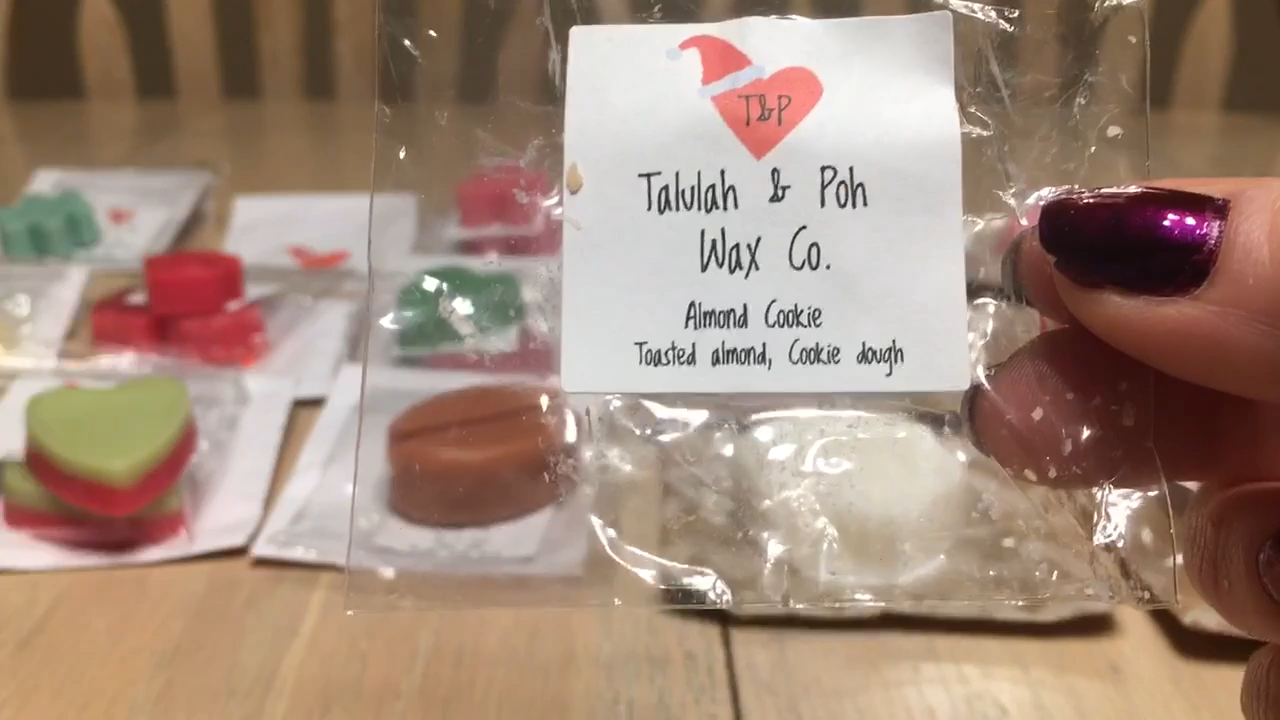 T&P
Talulah & Poh
Wax Co.
Almond Cookie
Toasted almond, Cookie dough